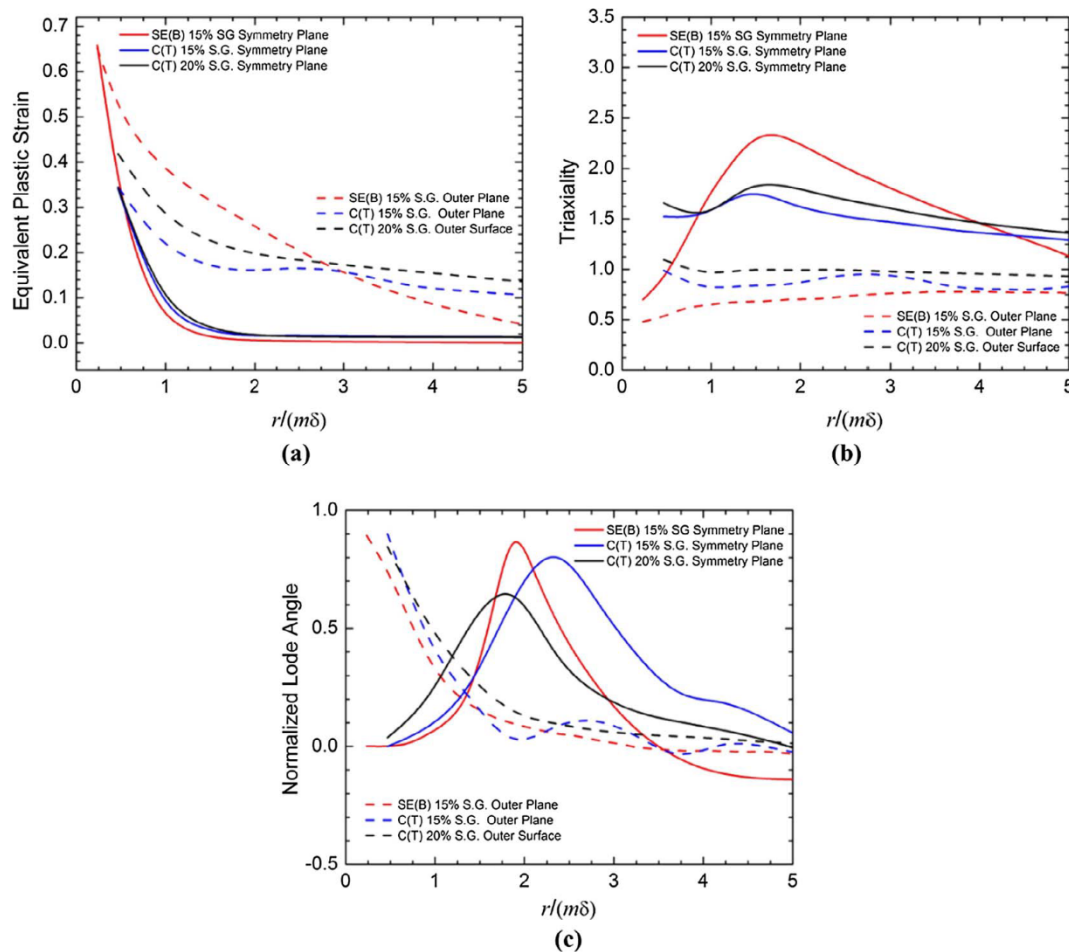 (a)
Equivalent Plastic Strain
0.7
0.6
0.5
0.4
0.3
0.2
0.1
0.0
SE(B) 15% SG Symmetry Plane
C(T) 15% S.G. Symmetry Plane
C(T) 20% S.G. Symmetry Plane
SE(B) 15% S.G. Outer Plane
C(T) 15% S.G. Outer Plane
C(T) 20% S.G. Outer Surface
0 1 2 3 4 5
r/(mδ)
(b)
Triaxiality
3.5
3.0
2.5
2.0
1.5
1.0
0.5
0.0
SE(B) 15% SG Symmetry Plane
C(T) 15% S.G. Symmetry Plane
C(T) 20% S.G. Symmetry Plane
SE(B) 15% S.G. Outer Plane
C(T) 15% S.G. Outer Plane
C(T) 20% S.G. Outer Surface
0 1 2 3 4 5
r/(mδ)
Normalized Lode Angle
1.0
0.5
0.0
-0.5
SE(B) 15% SG Symmetry Plane
C(T) 15% S.G. Symmetry Plane
C(T) 20% S.G. Symmetry Plane
SE(B) 15% S.G. Outer Plane
C(T) 15% S.G. Outer Plane
C(T) 20% S.G. Outer Surface
0 1 2 3 4 5
r/(mδ)
(c)